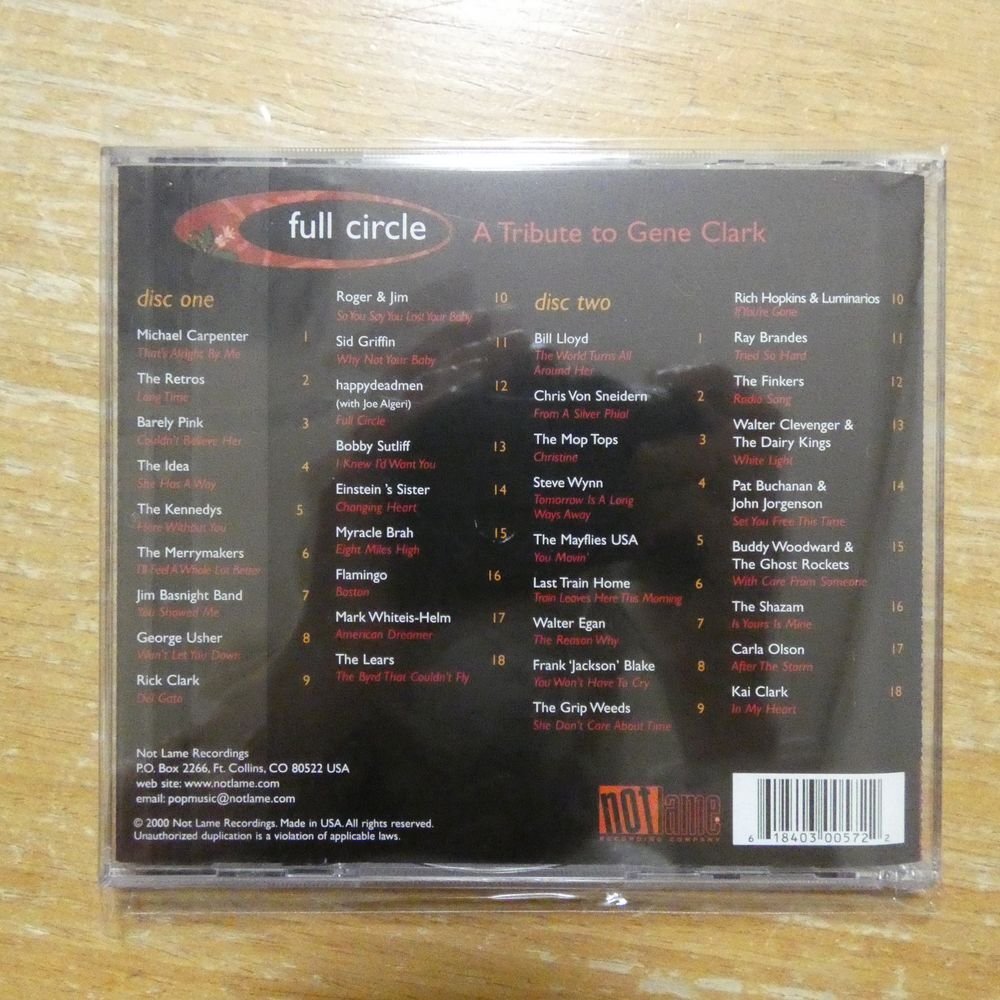 full circle
A Tribute to Gene Clark
disc one
Michael Carpenter 1
That's Alright By Me
The Retros 2
Long Time
Barely Pink 3
Couldn't Believe Her
The Idea 4
She Has A Way
The Kennedys 5
Here Without You
The Merrymakers 6
I'll Feel A Whole Lot Better
Jim Basnight Band 7
You Showed Me
George Usher 8
Won't Let You Down
Rick Clark 9
Del Gato
Roger & Jim 10
So You Say You Lost Your Baby
Sid Griffin 11
Why Not Your Baby
happydeadmen 12
(with Joe Algeri)
Full Circle
Bobby Sutliff 13
I Knew I'd Want You
Einstein 's Sister 14
Changing Heart
Myracle Brah 15
Eight Miles High
Flamingo 16
Boston
Mark Whiteis-Helm 17
American Dreamer
The Lears 18
The Byrd That Couldn't Fly
disc two
Bill Lloyd 1
The World Turns All
Around Her
Chris Von Sneidern 2
From A Silver Phial
The Mop Tops 3
Christine
Steve Wynn 4
Tomorrow Is A Long
Ways Away
The Mayflies USA 5
You Movin'
Last Train Home 6
Train Leaves Here This Morning
Walter Egan 7
The Reason Why
Frank 'Jackson' Blake 8
You Won't Have To Cry
The Grip Weeds 9
She Don't Care About Time
Rich Hopkins & Luminarios 10
If You're Gone
Ray Brandes 11
Tried So Hard
The Finkers 12
Radio Song
Walter Clevenger & 13
The Dairy Kings
White Light
Pat Buchanan & 14
John Jorgenson
Set You Free This Time
Buddy Woodward & 15
The Ghost Rockets
With Care From Someone
The Shazam 16
Is Yours Is Mine
Carla Olson 17
After The Storm
Kai Clark 18
In My Heart
Not Lame Recordings
P.O. Box 2266, Ft. Collins, CO 80522 USA
web site: www.notlame.com
email: popmusic@notlame.com
© 2000 Not Lame Recordings. Made in USA. All rights reserved.
Unauthorized duplication is a violation of applicable laws.
not lame
RECORDING COMPANY
6 18403 00572 2